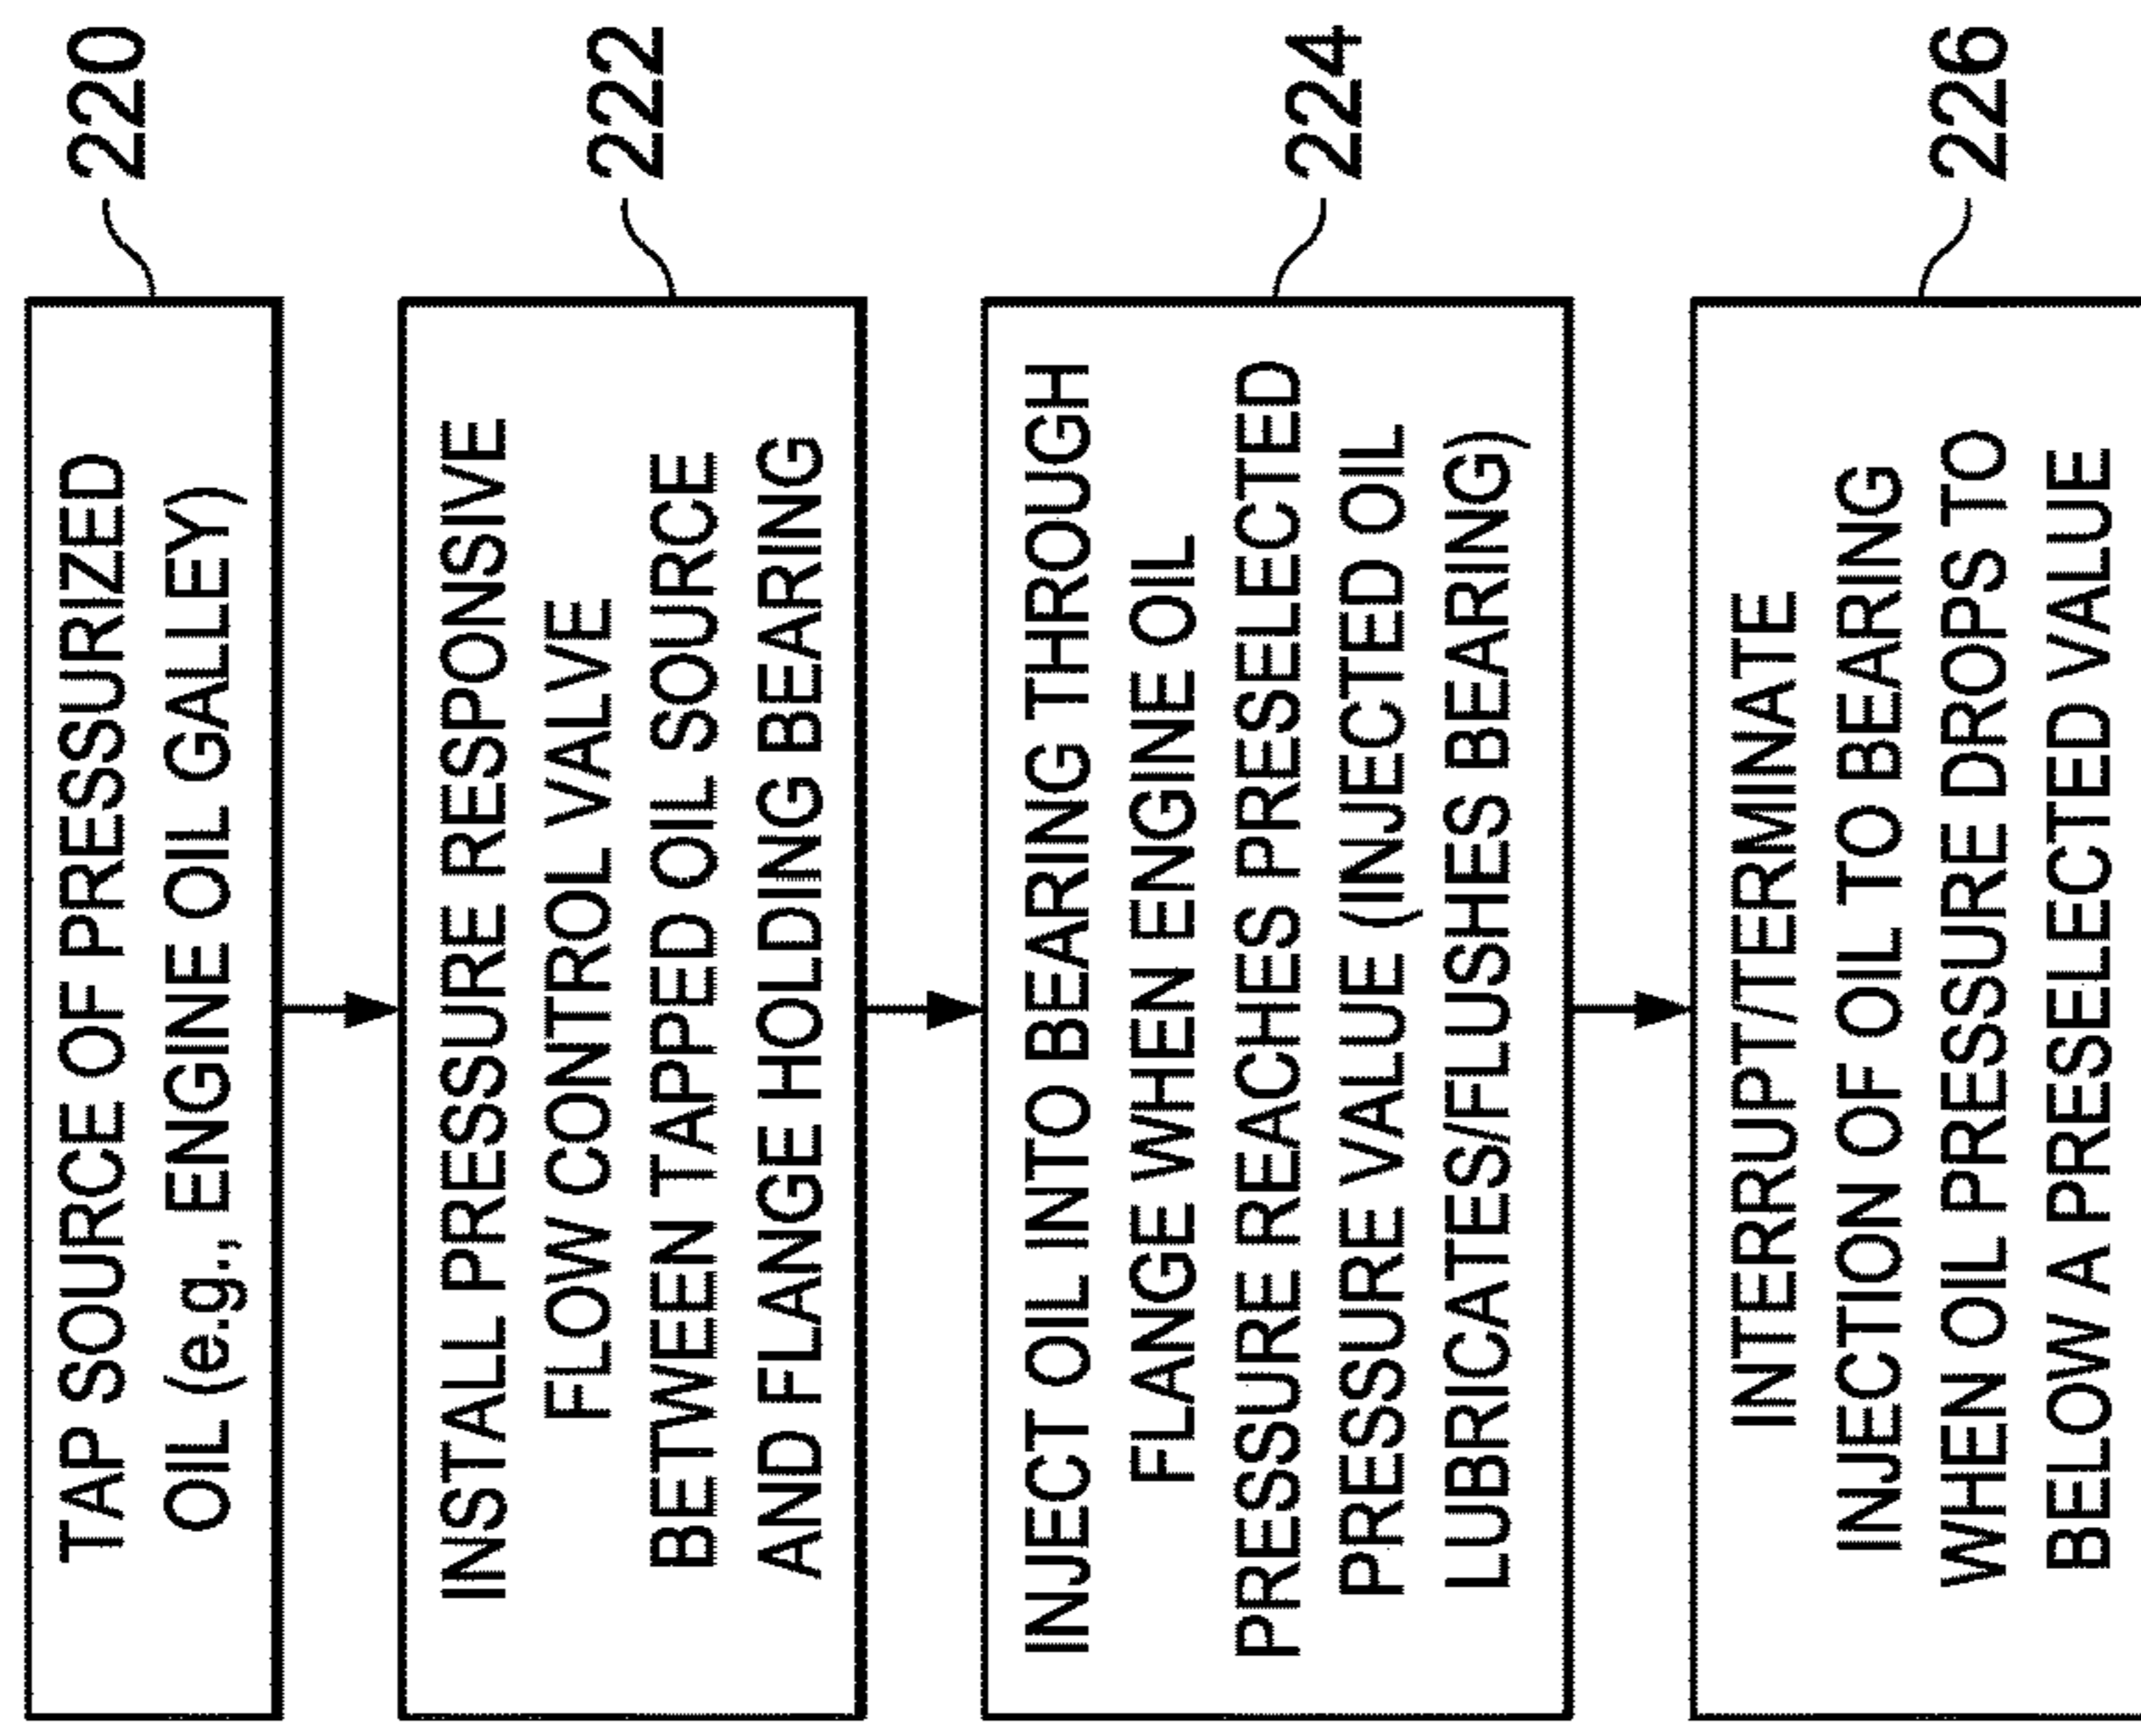 TAP SOURCE OF PRESSURIZED
OIL (e.g., ENGINE OIL GALLEY)
220
INSTALL PRESSURE RESPONSIVE
FLOW CONTROL VALVE
BETWEEN TAPPED OIL SOURCE
AND FLANGE HOLDING BEARING
222
INJECT OIL INTO BEARING THROUGH
FLANGE WHEN ENGINE OIL
PRESSURE REACHES PRESELECTED
PRESSURE VALUE (INJECTED OIL
LUBRICATES/FLUSHES BEARING)
224
INTERRUPT/TERMINATE
INJECTION OF OIL TO BEARING
WHEN OIL PRESSURE DROPS TO
BELOW A PRESELECTED VALUE
226